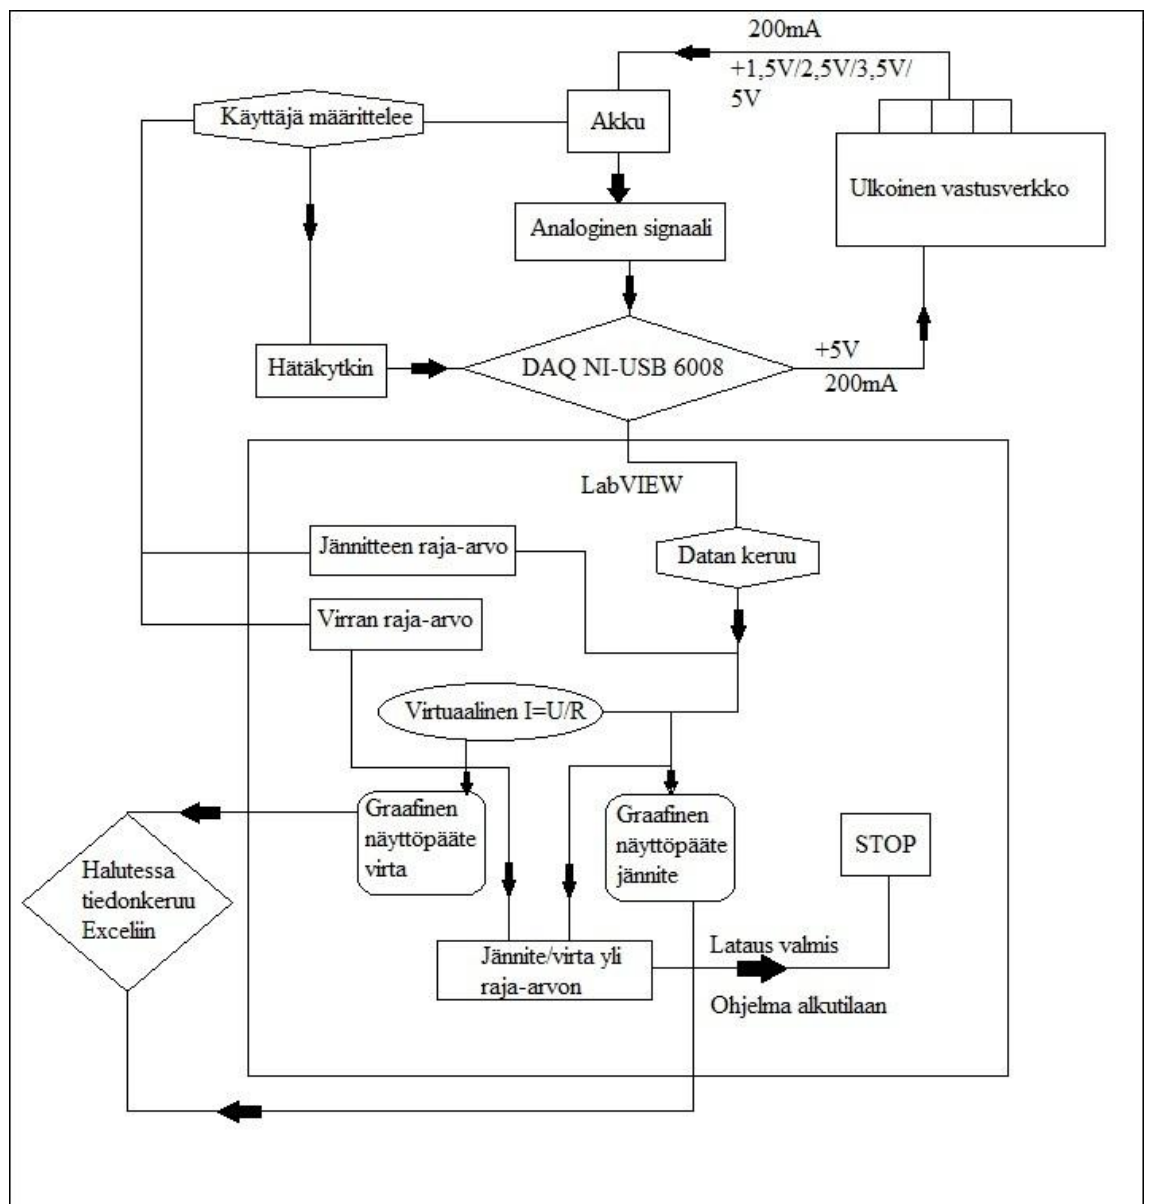 200mA
+1,5V/2,5V/3,5V/
5V
Käyttäjä määrittelee
Akku
Ulkoinen vastusverkko
Analoginen signaali
Hätäkytkin
DAQ NI-USB 6008
+5V
200mA
LabVIEW
Jännitteen raja-arvo
Datan keruu
Virran raja-arvo
Virtuaalinen I=U/R
Graafinen
näyttöpääte
virta
Graafinen
näyttöpääte
jännite
STOP
Halutessa
tiedonkeruu
Exceliin
Jännite/virta yli
raja-arvon
Lataus valmis
Ohjelma alkutilaan